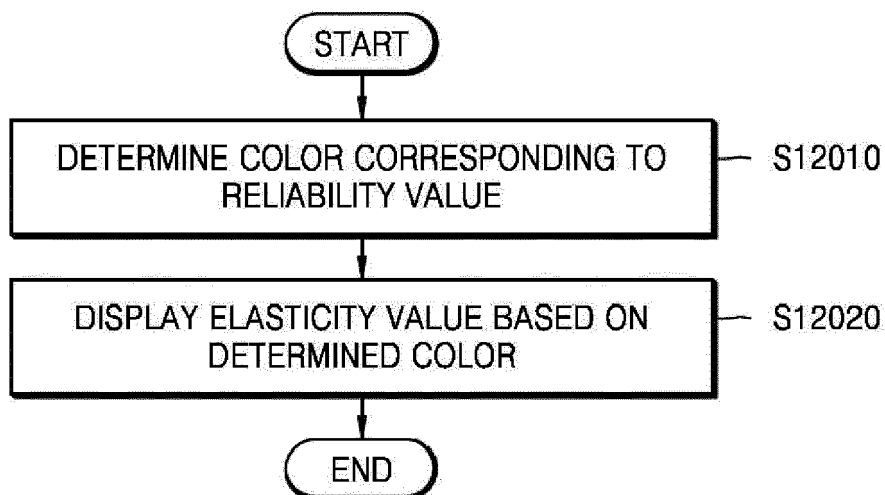 START
DETERMINE COLOR CORRESPONDING TO
RELIABILITY VALUE
S12010
DISPLAY ELASTICITY VALUE BASED ON
DETERMINED COLOR
S12020
END